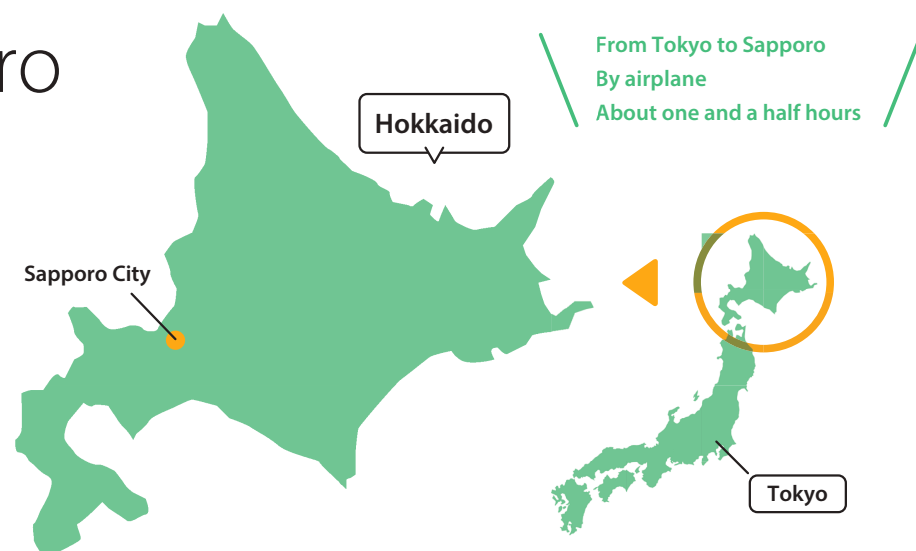 ro
From Tokyo to Sapporo
By airplane
About one and a half hours
Hokkaido
Sapporo City
Tokyo